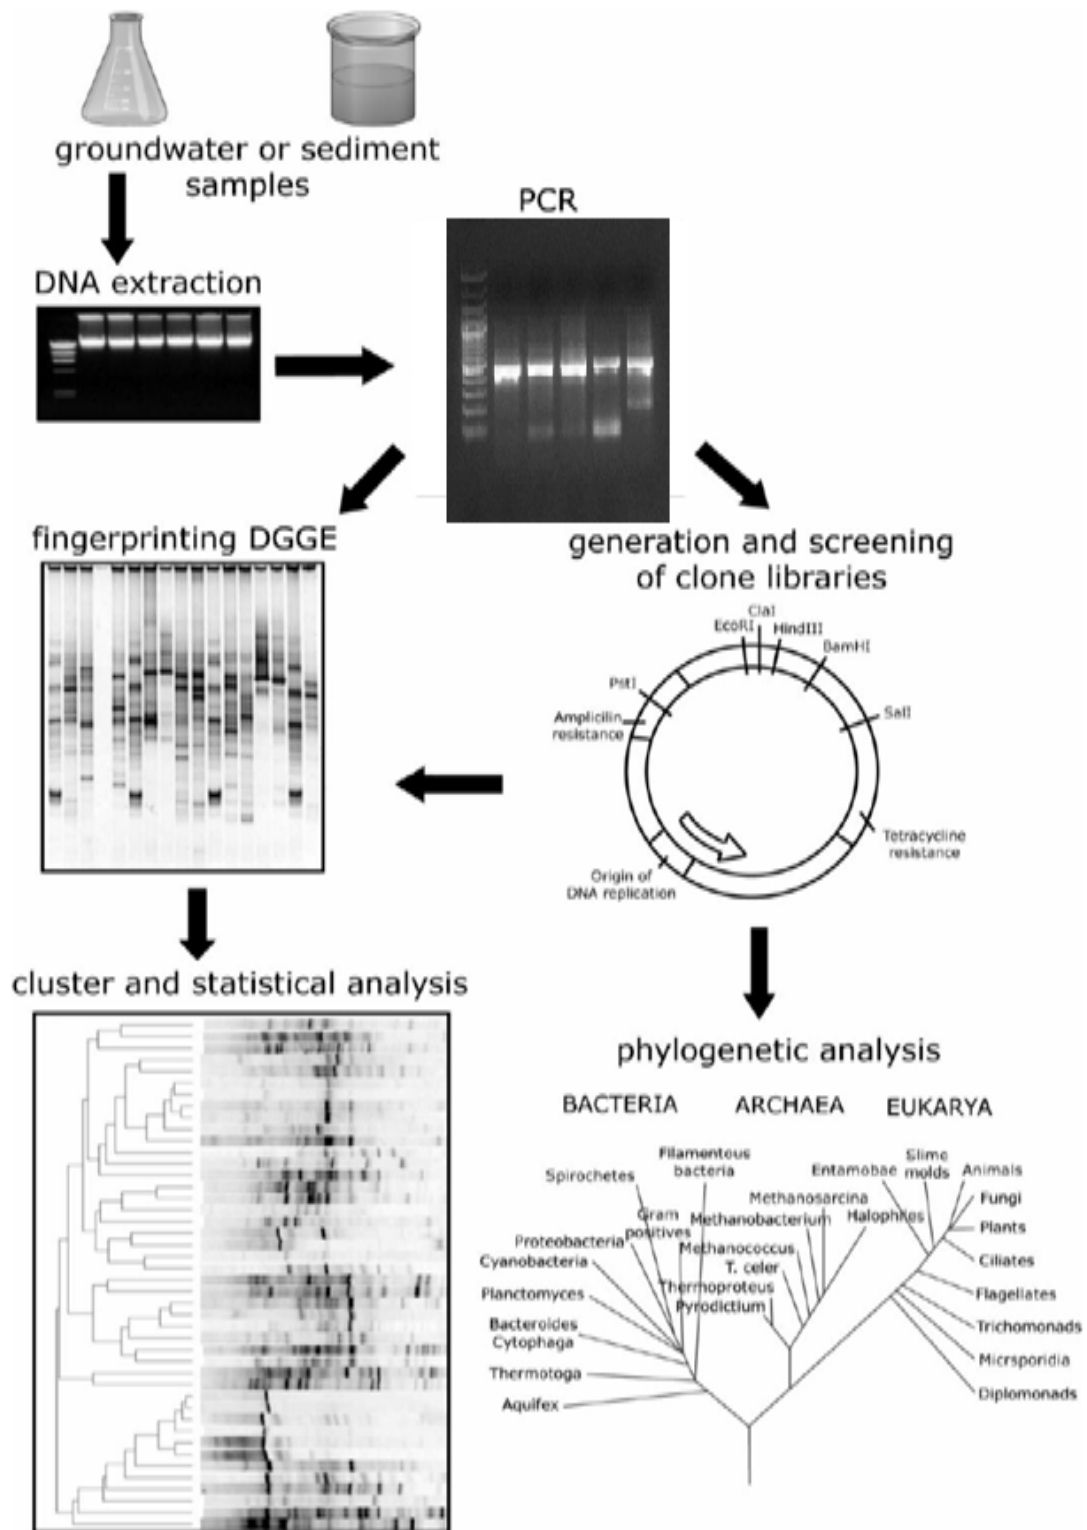 groundwater or sediment
samples
PCR
DNA extraction
fingerprinting DGGE
generation and screening
of clone libraries
ClaI
EcoRI
HindIII
BamHI
PstI
SalI
Amplicilin
resistance
Tetracycline
resistance
Origin of
DNA replication
cluster and statistical analysis
phylogenetic analysis
BACTERIA
ARCHAEA
EUKARYA
Filamentous
bacteria
Spirochetes
Gram
positives
Proteobacteria
Cyanobacteria
Planctomyces
Bacteroides
Cytophaga
Thermotoga
Aquifex
Entamobae
Slime
molds
Animals
Methanosarcina
Methanobacterium
Halophiles
Methanococcus
T. celer
Thermoproteus
Pyrodictium
Fungi
Plants
Ciliates
Flagellates
Trichomonads
Micrsporidia
Diplomonads